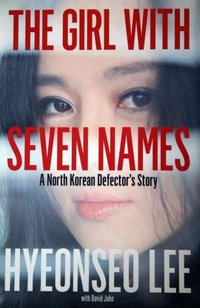 THE GIRL WITH
SEVEN NAMES
A North Korean Defector's Story
HYEONSEO LEE
with David John